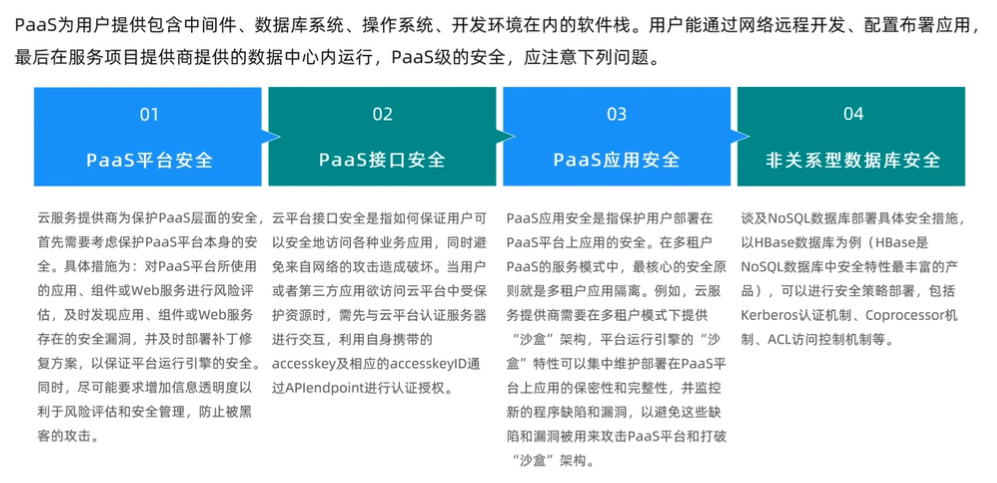 PaaS为用户提供包含中间件、数据库系统、操作系统、开发环境在内的软件栈。用户能通过网络远程开发、配置布署应用，
最后在服务项目提供商提供的数据中心内运行，PaaS级的安全，应注意下列问题。
01
PaaS平台安全
云服务提供商为保护PaaS层面的安全，
首先需要考虑保护PaaS平台本身的安
全。具体措施为：对PaaS平台所使用
的应用、组件或Web服务进行风险评
估，及时发现应用、组件或Web服务
存在的安全漏洞，并及时部署补丁修
复方案，以保证平台运行引擎的安全。
同时，尽可能要求增加信息透明度以
利于风险评估和安全管理，防止被黑
客的攻击。
02
PaaS接口安全
云平台接口安全是指如何保证用户可
以安全地访问各种业务应用，同时避
免来自网络的攻击造成破坏。当用户
或者第三方应用欲访问云平台中受保
护资源时，需先与云平台认证服务器
进行交互，利用自身携带的
accesskey及相应的accesskeyID通
过APIendpoint进行认证授权。
03
PaaS应用安全
PaaS应用安全是指保护用户部署在
PaaS平台上应用的安全。在多租户
PaaS的服务模式中，最核心的安全原
则就是多租户应用隔离。例如，云服
务提供商需要在多租户模式下提供
“沙盒”架构，平台运行引擎的“沙
盒”特性可以集中维护部署在PaaS平
台上应用的保密性和完整性，并监控
新的程序缺陷和漏洞，以避免这些缺
陷和漏洞被用来攻击PaaS平台和打破
“沙盒”架构。
04
非关系型数据库安全
谈及NoSQL数据库部署具体安全措施，
以HBase数据库为例（HBase是
NoSQL数据库中安全特性最丰富的产
品），可以进行安全策略部署，包括
Kerberos认证机制、Coprocessor机
制、ACL访问控制机制等。